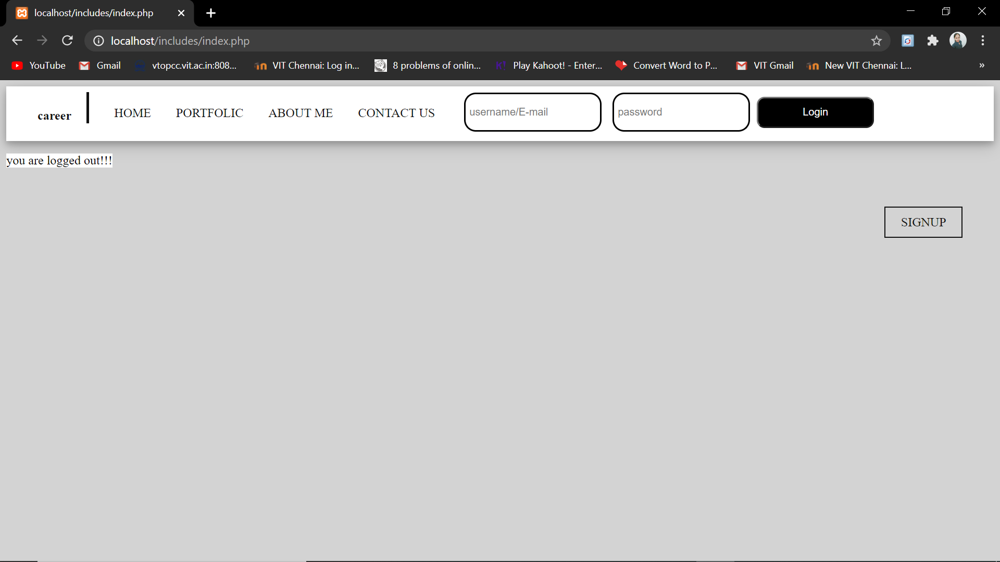 localhost/includes/index.php
localhost/includes/index.php
YouTube Gmail vtopcc.vit.ac.in:808... VIT Chennai: Log in... 8 problems of onlin... Play Kahoot! - Enter... Convert Word to P... VIT Gmail New VIT Chennai: L... »
career HOME PORTFOLIC ABOUT ME CONTACT US username/E-mail password Login
you are logged out!!!
SIGNUP